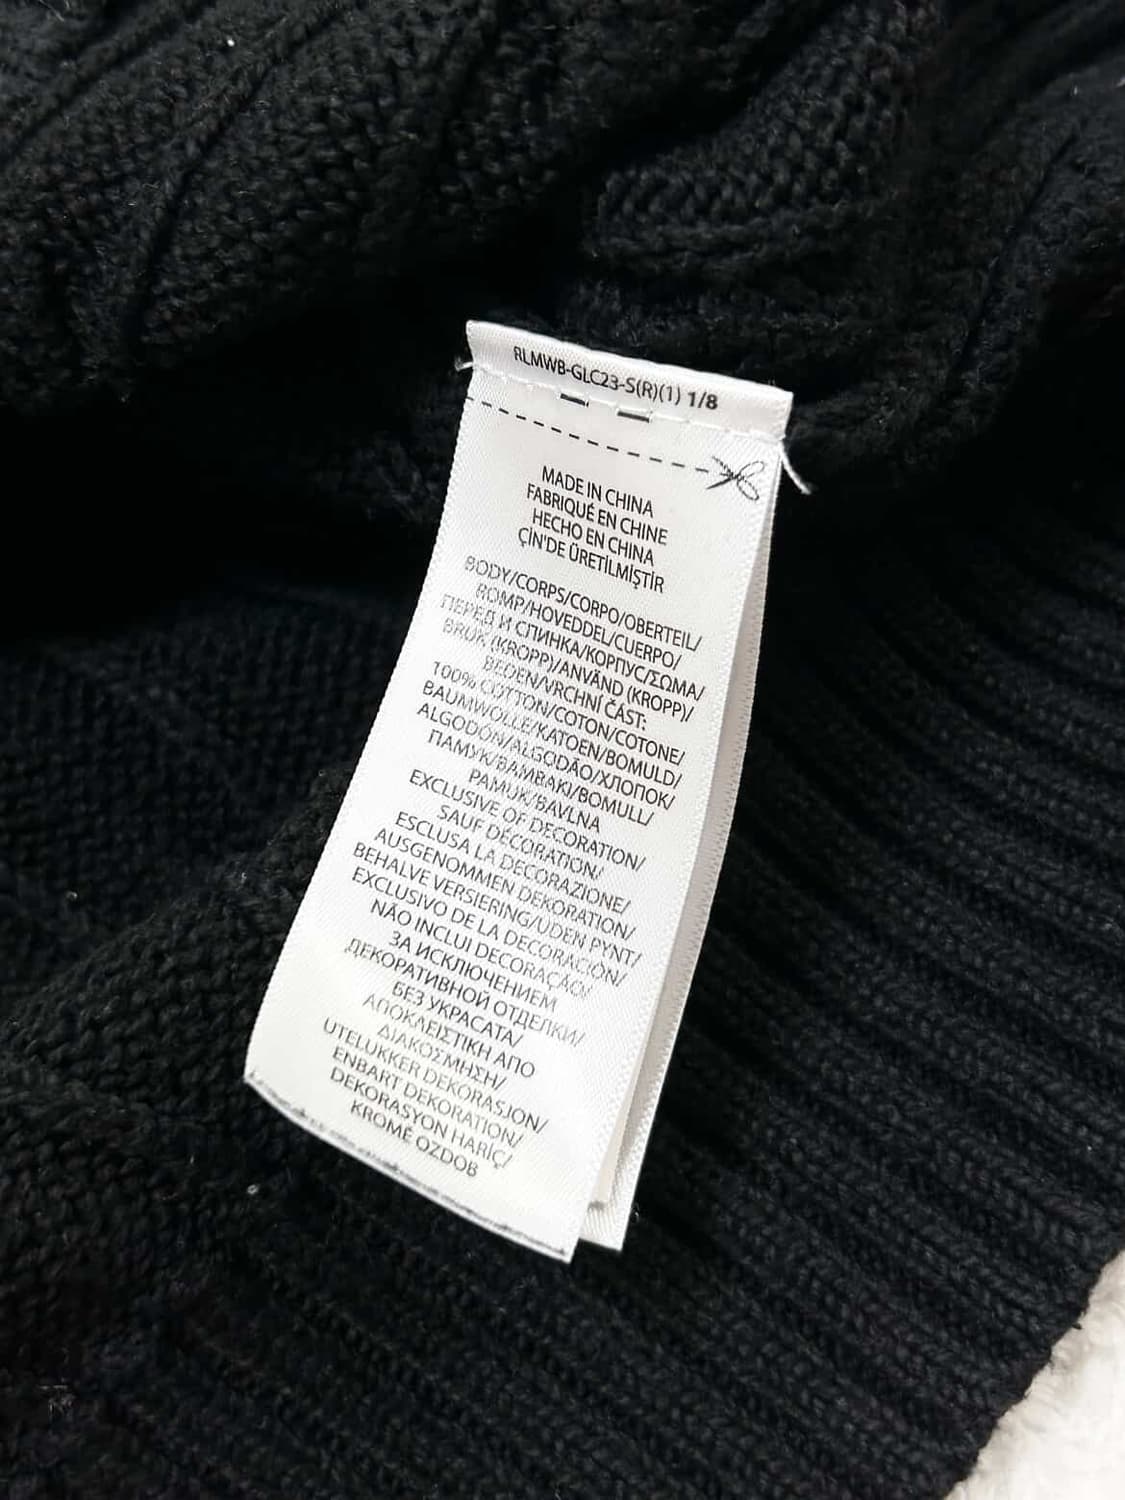 RLMWB-GLC23-S(R)(1) 1/8
MADE IN CHINA
FABRIQUÉ EN CHINE
HECHO EN CHINA
ÇİN'DE ÜRETİLMİŞTİR
BODY/CORPS/CORPO/OBERTEIL/
ROMP/HOVEDDEL/CUERPO/
ПЕРЕД И СПИНКА/КОРПУС/ΣΩΜΑ/
BRUK (KROPP)/ANVÄND (KROPP)/
BEDEN/VRCHNÍ ČÁST:
100% COTTON/COTON/COTONE/
BAUMWOLLE/KATOEN/BOMULD/
ALGODÓN/ALGODÃO/ХЛОПОК/
ПАМУК/ΒΑΜΒΑΚΙ/BOMULL/
PAMUK/BAVLNA
EXCLUSIVE OF DECORATION/
SAUF DÉCORATION/
ESCLUSA LA DECORAZIONE/
AUSGENOMMEN DEKORATION/
BEHALVE VERSIERING/UDEN PYNT/
EXCLUSIVO DE LA DECORACIÓN/
NÃO INCLUI DECORAÇÃO/
ЗА ИСКЛЮЧЕНИЕМ
ДЕКОРАТИВНОЙ ОТДЕЛКИ/
БЕЗ УКРАСАТА/
ΑΠΟΚΛΕΙΣΤΙΚΗ ΑΠΟ
ΔΙΑΚΟΣΜΗΣΗ/
UTELUKKER DEKORASJON/
ENBART DEKORATION/
DEKORASYON HARİÇ/
KROMĚ OZDOB